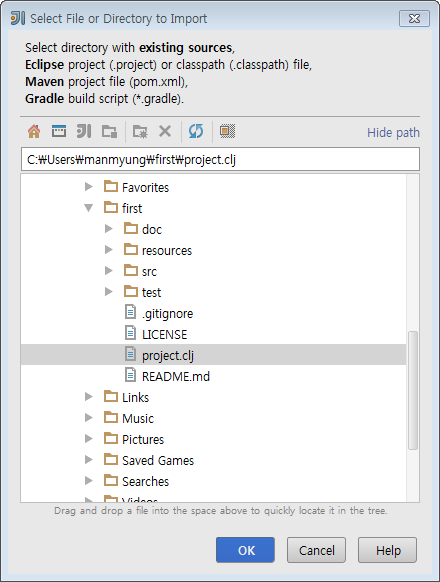 Select File or Directory to Import
Select directory with existing sources,
Eclipse project (.project) or classpath (.classpath) file,
Maven project file (pom.xml),
Gradle build script (*.gradle).
Hide path
C:₩Users₩manmyung₩first₩project.clj
Favorites
first
doc
resources
src
test
.gitignore
LICENSE
project.clj
README.md
Links
Music
Pictures
Saved Games
Searches
Videos
Drag and drop a file into the space above to quickly locate it in the tree.
OK
Cancel
Help